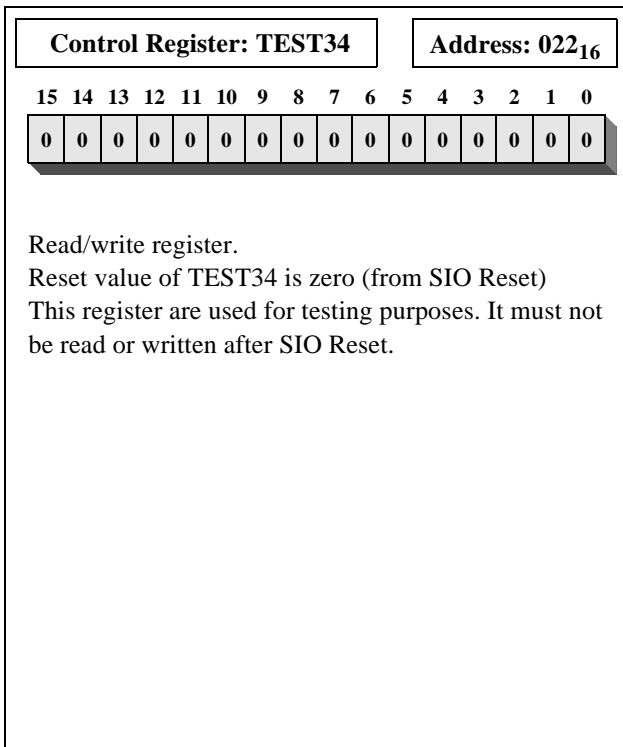 Control Register: TEST34
Address: 022₁₆
15 14 13 12 11 10 9 8 7 6 5 4 3 2 1 0
0 0 0 0 0 0 0 0 0 0 0 0 0 0 0 0
Read/write register.
Reset value of TEST34 is zero (from SIO Reset)
This register are used for testing purposes. It must not
be read or written after SIO Reset.